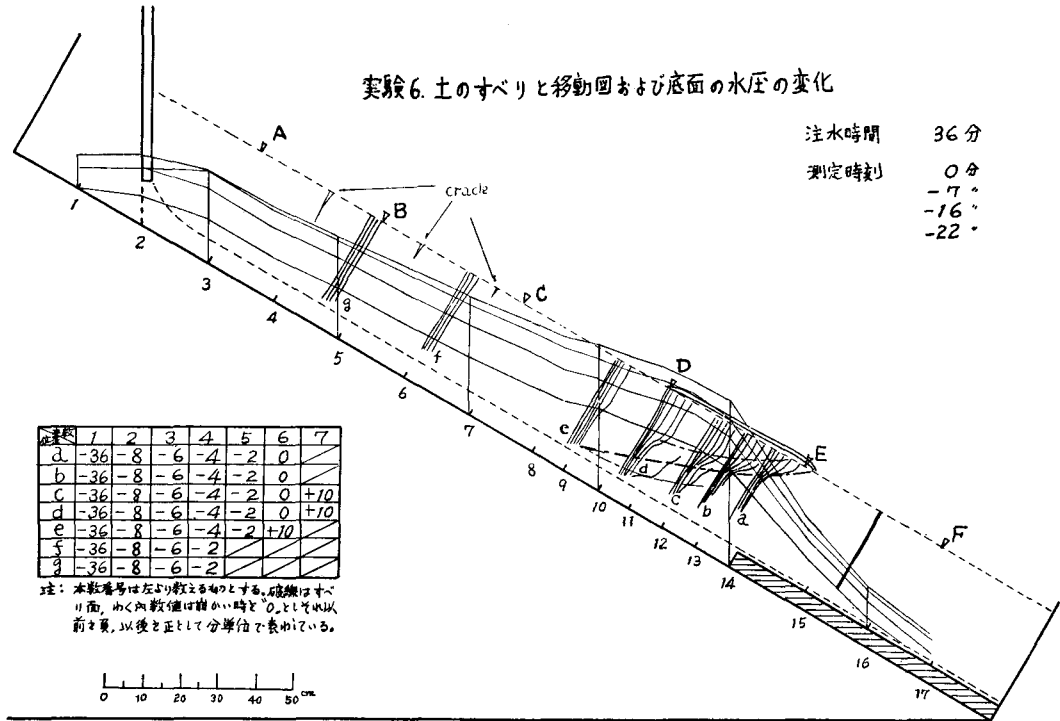 実験6. 土のすべりと移動図および底面の水圧の変化
注水時間 36分
測定時刻 0分
-7 〃
-16 〃
-22 〃
A
crack
B
C
D
E
F
g
f
e
d
c
b
a
1
2
3
4
5
6
7
8
9
10
11
12
13
14
15
16
17
1 2 3 4 5 6 7
a -36 -8 -6 -4 -2 0
b -36 -8 -6 -4 -2 0
c -36 -8 -6 -4 -2 0 +10
d -36 -8 -6 -4 -2 0 +10
e -36 -8 -6 -4 -2 +10
f -36 -8 -6 -2
g -36 -8 -6 -2
注: 本数番号は左より数えるものとする。破線はすべ
り面, わく内数値は崩かい時を"0"としそれ以
前を負, 以後を正として分単位で表わしている。
0 10 20 30 40 50 cm